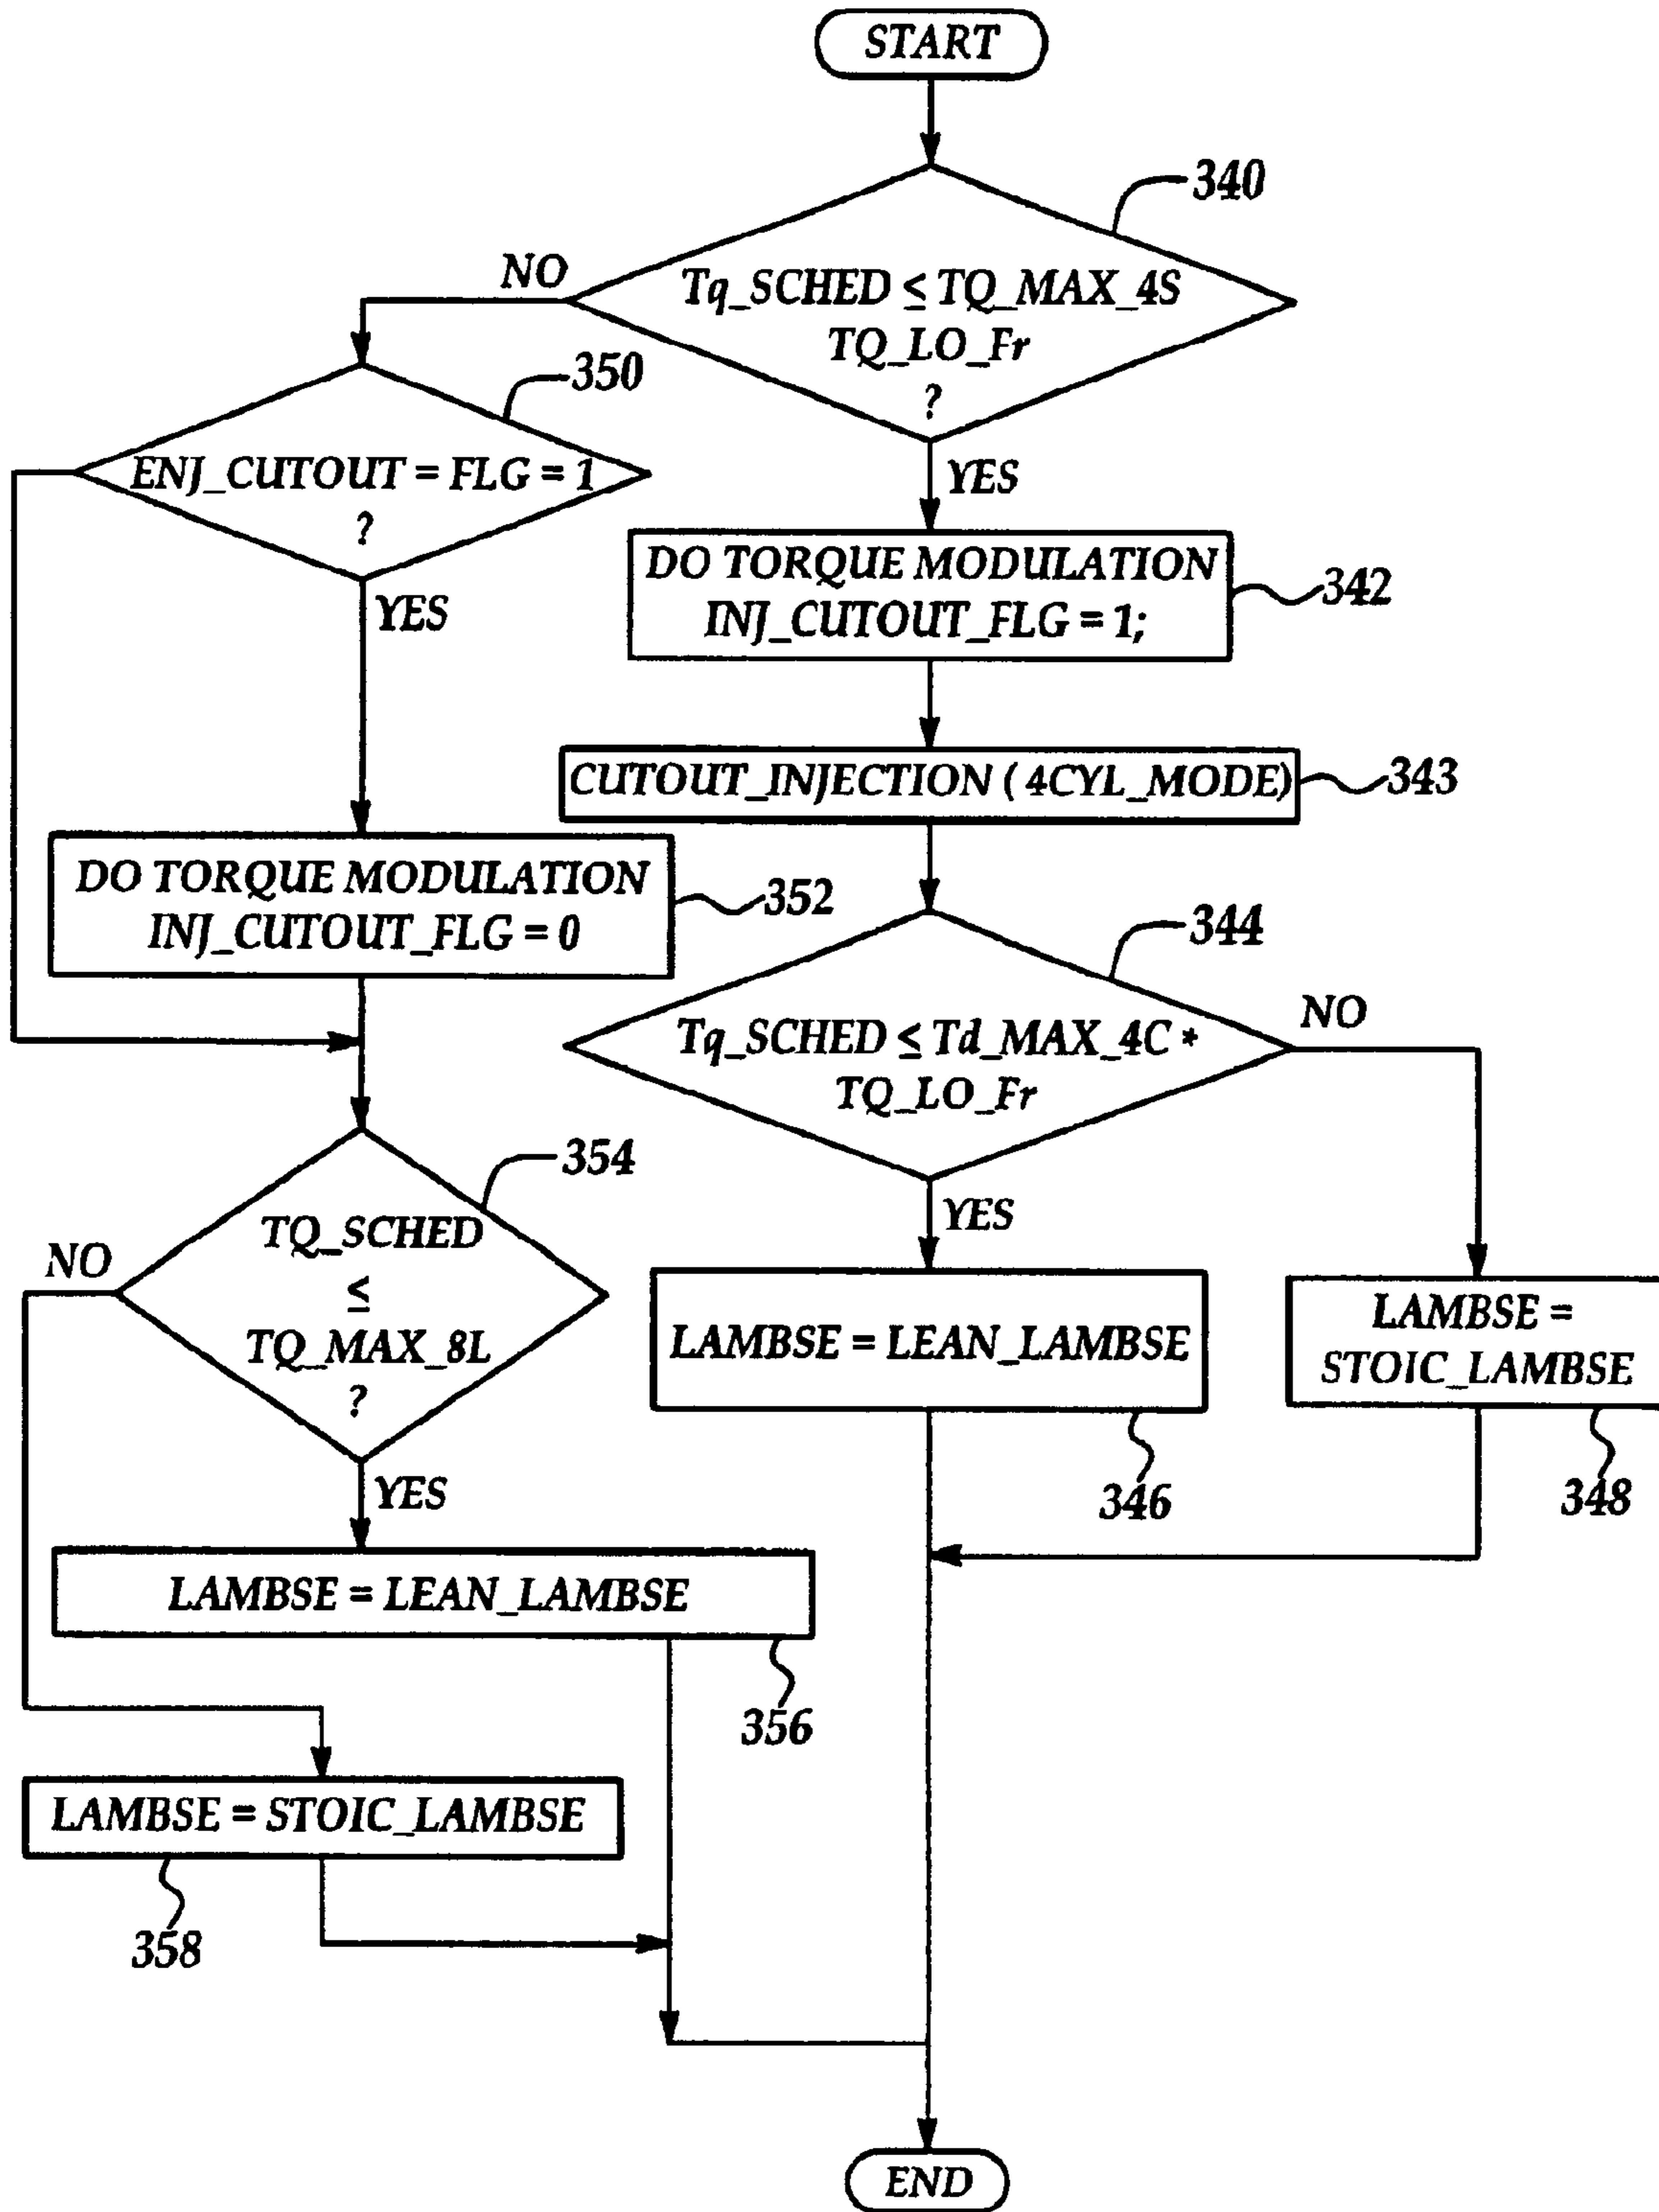 START
340
NO
Tq_SCHED ≤ TQ_MAX_4S
TQ_LO_Fr
?
350
YES
ENJ_CUTOUT = FLG = 1
?
YES
DO TORQUE MODULATION
INJ_CUTOUT_FLG = 1;
342
CUTOUT_INJECTION ( 4CYL_MODE)
343
DO TORQUE MODULATION
INJ_CUTOUT_FLG = 0
352
344
NO
Tq_SCHED ≤ Td_MAX_4C *
TQ_LO_Fr
354
YES
NO
TQ_SCHED
≤
TQ_MAX_8L
?
LAMBSE = LEAN_LAMBSE
LAMBSE =
STOIC_LAMBSE
346
348
YES
LAMBSE = LEAN_LAMBSE
356
LAMBSE = STOIC_LAMBSE
358
END